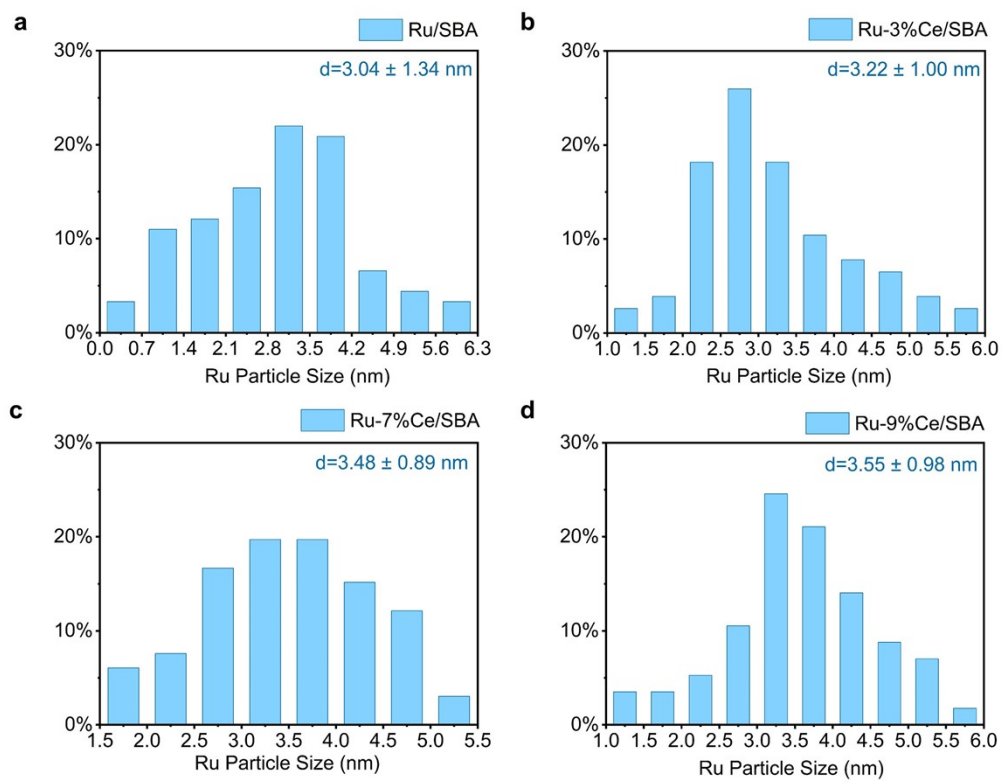 a
Ru/SBA
30%
d=3.04 ± 1.34 nm
20%
10%
0%
0.0 0.7 1.4 2.1 2.8 3.5 4.2 4.9 5.6 6.3
Ru Particle Size (nm)
b
Ru-3%Ce/SBA
30%
d=3.22 ± 1.00 nm
20%
10%
0%
1.0 1.5 2.0 2.5 3.0 3.5 4.0 4.5 5.0 5.5 6.0
Ru Particle Size (nm)
c
Ru-7%Ce/SBA
30%
d=3.48 ± 0.89 nm
20%
10%
0%
1.5 2.0 2.5 3.0 3.5 4.0 4.5 5.0 5.5
Ru Particle Size (nm)
d
Ru-9%Ce/SBA
30%
d=3.55 ± 0.98 nm
20%
10%
0%
1.0 1.5 2.0 2.5 3.0 3.5 4.0 4.5 5.0 5.5 6.0
Ru Particle Size (nm)